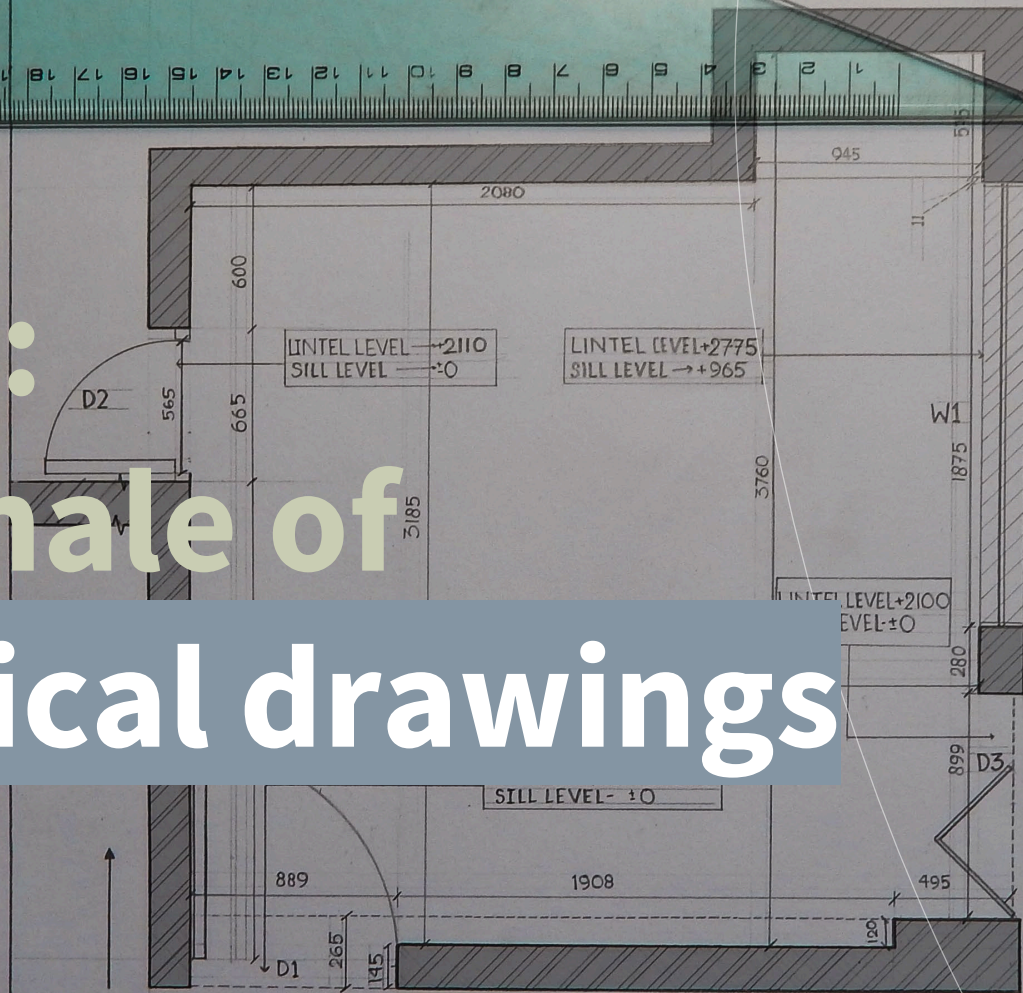 18 17 16 15 14 13 12 11 10 9 8 7 6 5 4 3 2 1
945
2080
600
LINTEL LEVEL→+2110
SILL LEVEL →±0
LINTEL LEVEL+2775
SILL LEVEL →+965
:
D2
565
665
W1
1875
3760
3185
nale of
LEVEL+2100
EVEL-±0
280
ical drawings
899
D3
SILL LEVEL- ±0
889
1908
495
120
265
145
D1